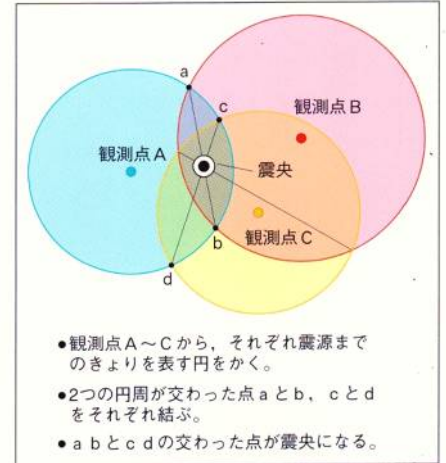 a
c
観測点B
観測点A
震央
観測点C
b
d
●観測点A～Cから，それぞれ震源まで
のきょりを表す円をかく。
●2つの円周が交わった点aとb，cとd
をそれぞれ結ぶ。
●abとcdの交わった点が震央になる。